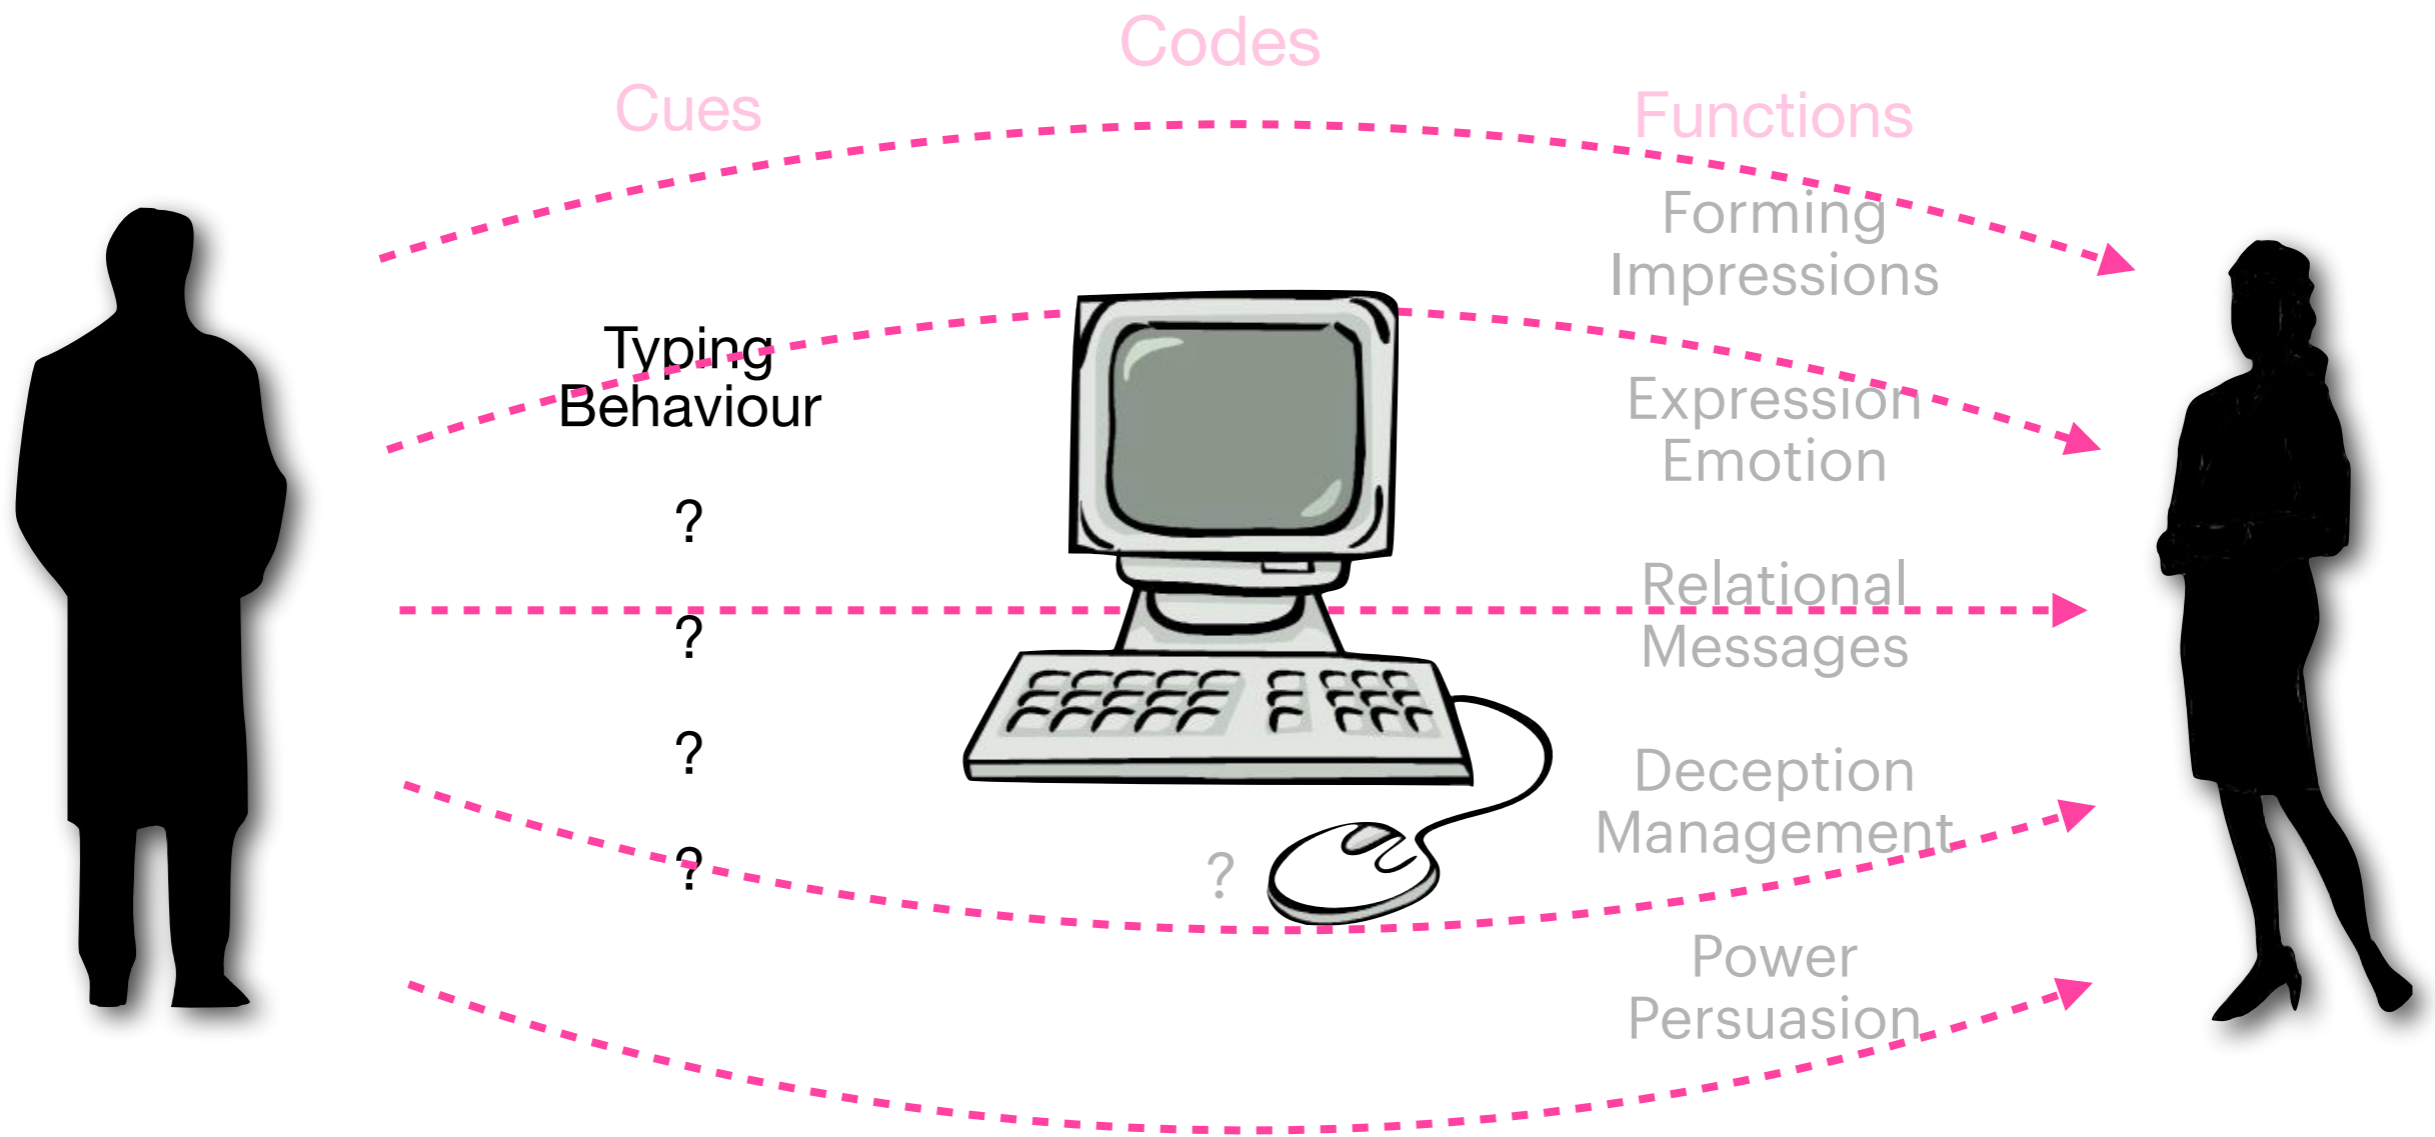 Codes
Cues
Functions
Typing
Behaviour
?
?
?
?
?
Forming
Impressions
Expression
Emotion
Relational
Messages
Deception
Management
Power
Persuasion